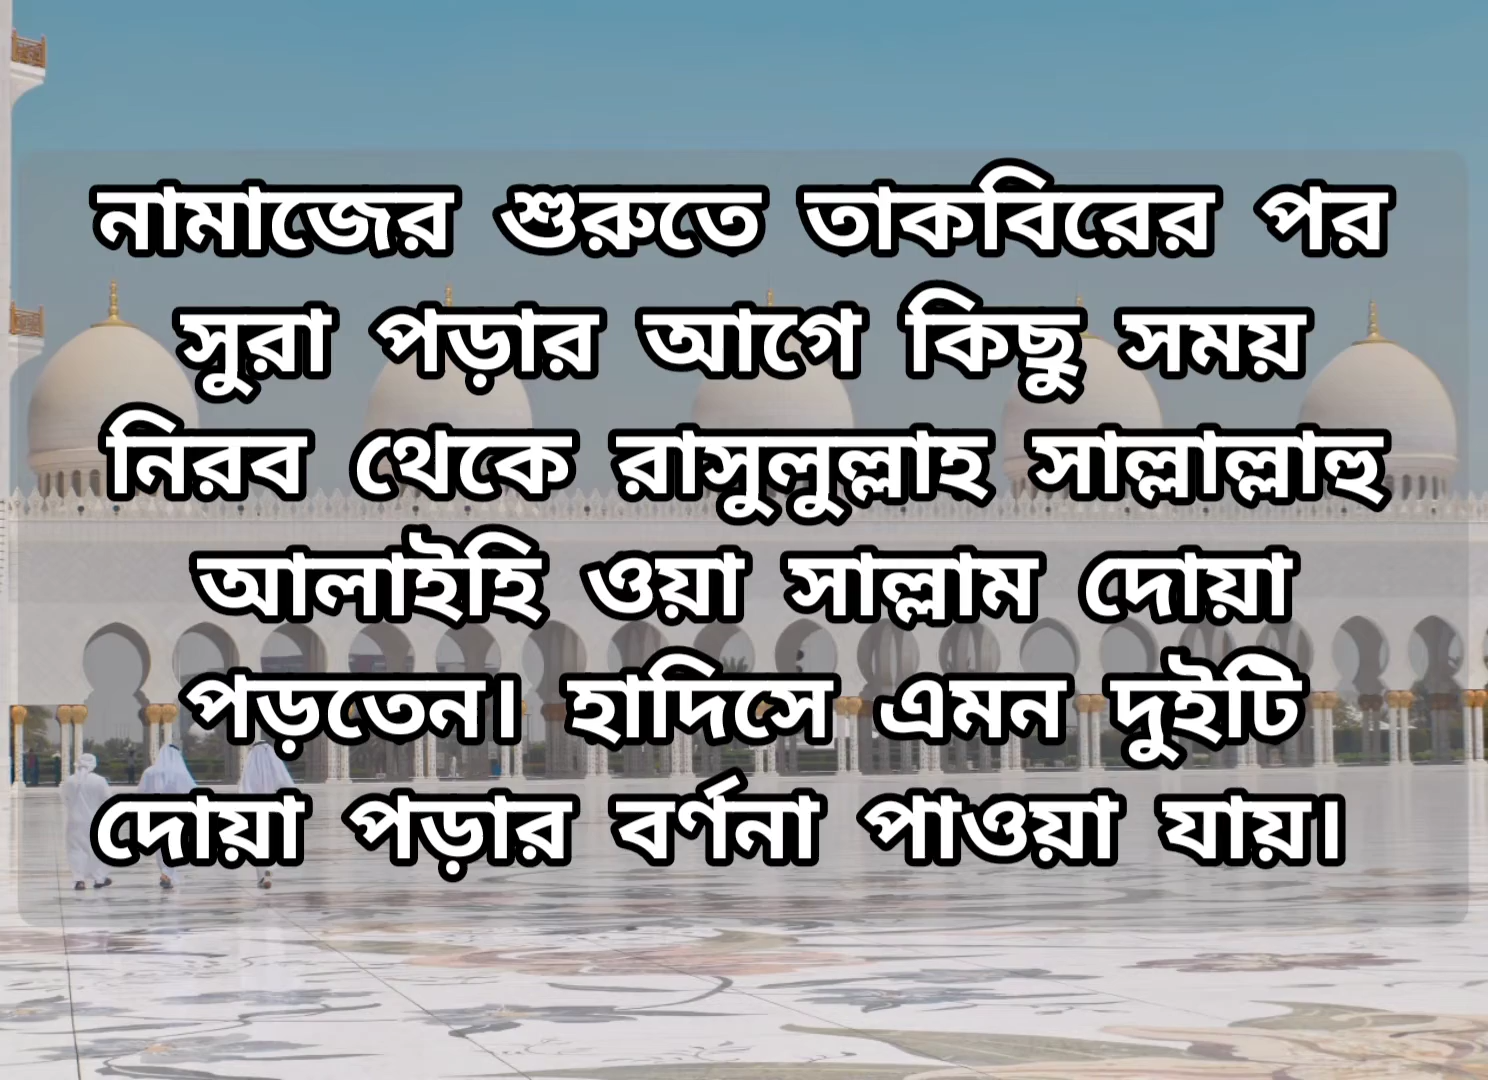 নামাজের শুরুতে তাকবিরের পর
সুরা পড়ার আগে কিছু সময়
নিরব থেকে রাসুলুল্লাহ সাল্লাল্লাহু
আলাইহি ওয়া সাল্লাম দোয়া
পড়তেন। হাদিসে এমন দুইটি
দোয়া পড়ার বর্ণনা পাওয়া যায়।